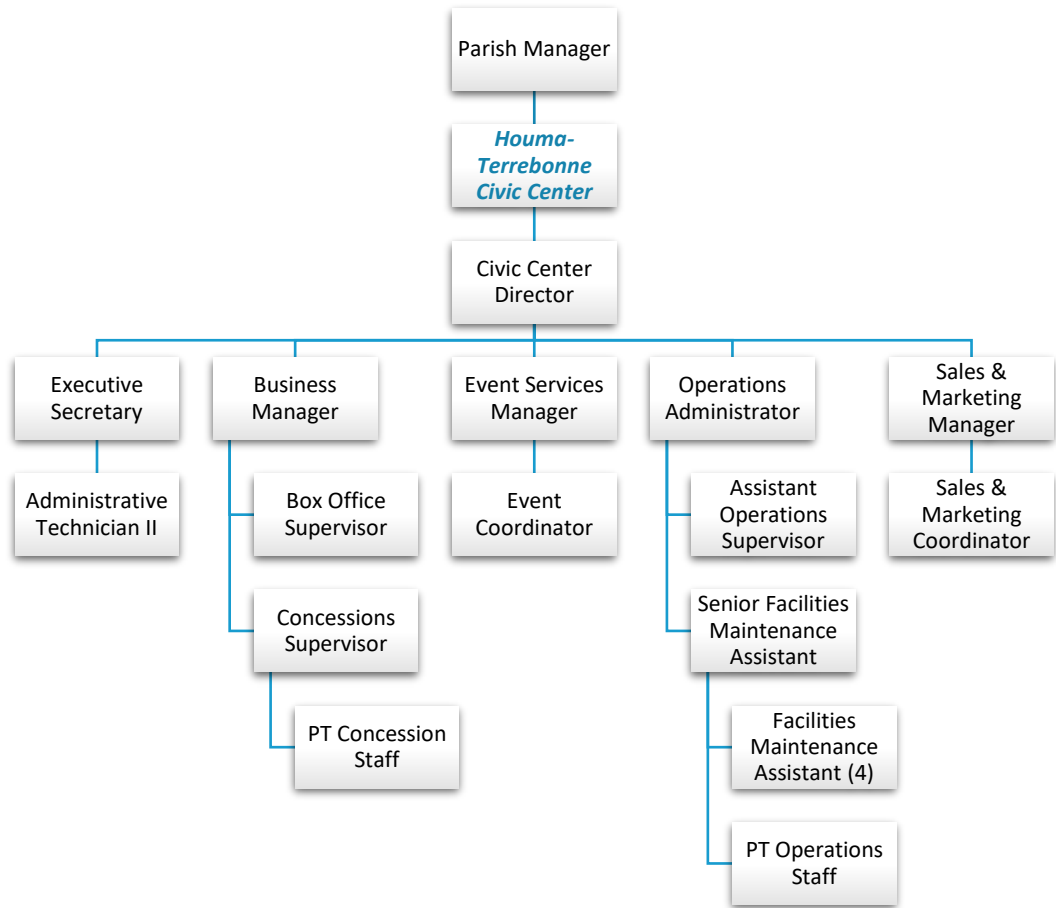 Parish Manager
Houma-
Terrebonne
Civic Center
Civic Center
Director
Executive
Secretary
Business
Manager
Event Services
Manager
Operations
Administrator
Sales &
Marketing
Manager
Administrative
Technician II
Box Office
Supervisor
Event
Coordinator
Assistant
Operations
Supervisor
Sales &
Marketing
Coordinator
Concessions
Supervisor
Senior Facilities
Maintenance
Assistant
PT Concession
Staff
Facilities
Maintenance
Assistant (4)
PT Operations
Staff